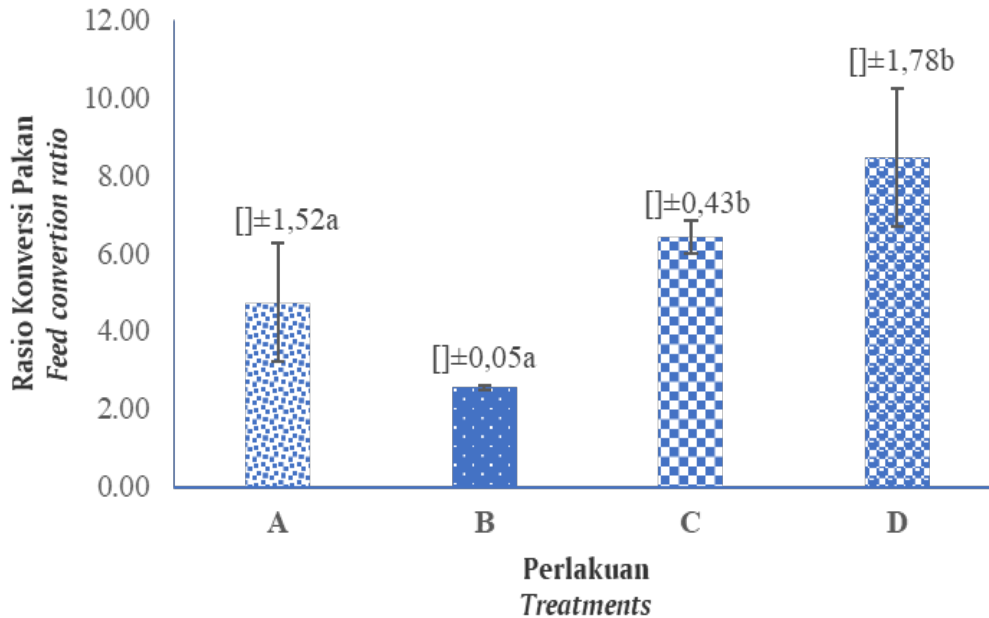 Rasio Konversi Pakan
Feed convertion ratio
12.00
10.00
8.00
6.00
4.00
2.00
0.00
[]±1,52a
[]±0,05a
[]±0,43b
[]±1,78b
A
B
C
D
Perlakuan
Treatments